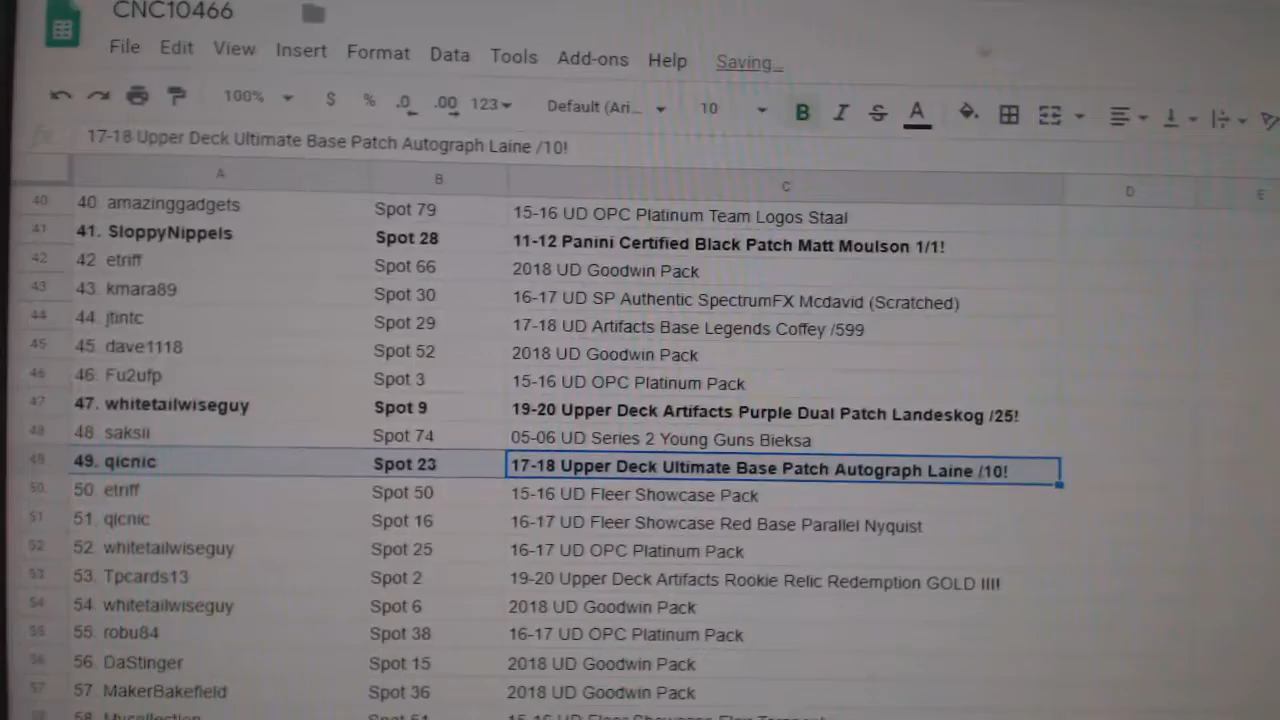 CNC10466
File Edit View Insert Format Data Tools Add-ons Help Saving...
100% $ % .0 .00 123 Default (Ari... 10 B I S A
fx 17-18 Upper Deck Ultimate Base Patch Autograph Laine /10!
A B C D E
40 40. amazinggadgets Spot 79 15-16 UD OPC Platinum Team Logos Staal
41 41. SloppyNippels Spot 28 11-12 Panini Certified Black Patch Matt Moulson 1/1!
42 42 etriff Spot 66 2018 UD Goodwin Pack
43 43. kmara89 Spot 30 16-17 UD SP Authentic SpectrumFX Mcdavid (Scratched)
44 44. jtintc Spot 29 17-18 UD Artifacts Base Legends Coffey /599
45 45. dave1118 Spot 52 2018 UD Goodwin Pack
46 46. Fu2ufp Spot 3 15-16 UD OPC Platinum Pack
47 47. whitetailwiseguy Spot 9 19-20 Upper Deck Artifacts Purple Dual Patch Landeskog /25!
48 48. saksii Spot 74 05-06 UD Series 2 Young Guns Bieksa
49 49. qicnic Spot 23 17-18 Upper Deck Ultimate Base Patch Autograph Laine /10!
50 50. etriff Spot 50 15-16 UD Fleer Showcase Pack
51 51. qicnic Spot 16 16-17 UD Fleer Showcase Red Base Parallel Nyquist
52 52. whitetailwiseguy Spot 25 16-17 UD OPC Platinum Pack
53 53. Tpcards13 Spot 2 19-20 Upper Deck Artifacts Rookie Relic Redemption GOLD IIII
54 54. whitetailwiseguy Spot 6 2018 UD Goodwin Pack
55 55. robu84 Spot 38 16-17 UD OPC Platinum Pack
56 56. DaStinger Spot 15 2018 UD Goodwin Pack
57 57. MakerBakefield Spot 36 2018 UD Goodwin Pack
58. Spot 15-16 UD Fleer Showcase